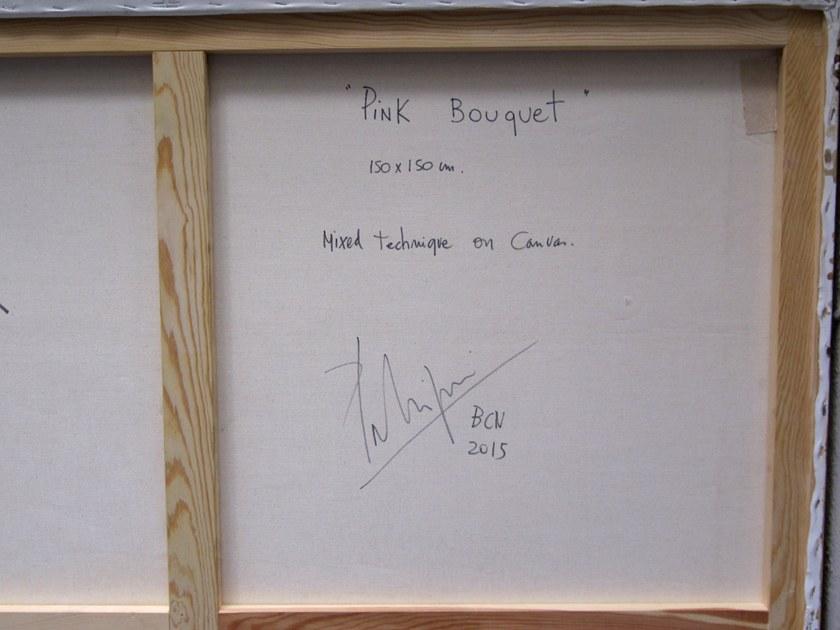 "Pink Bouquet"
150 x 150 cm.
Mixed technique on Canvas.
BCN
2015